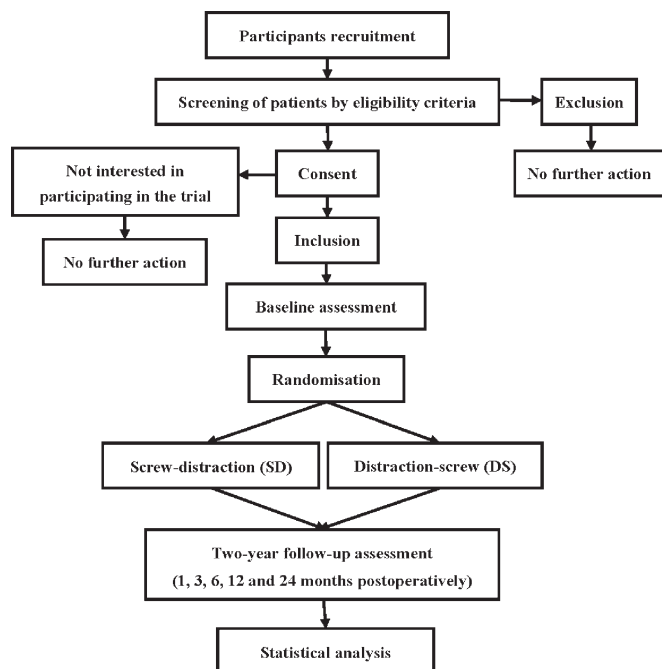 Participants recruitment
Screening of patients by eligibility criteria
Exclusion
No further action
Not interested in
participating in the trial
Consent
No further action
Inclusion
Baseline assessment
Randomisation
Screw-distraction (SD)
Distraction-screw (DS)
Two-year follow-up assessment
(1, 3, 6, 12 and 24 months postoperatively)
Statistical analysis